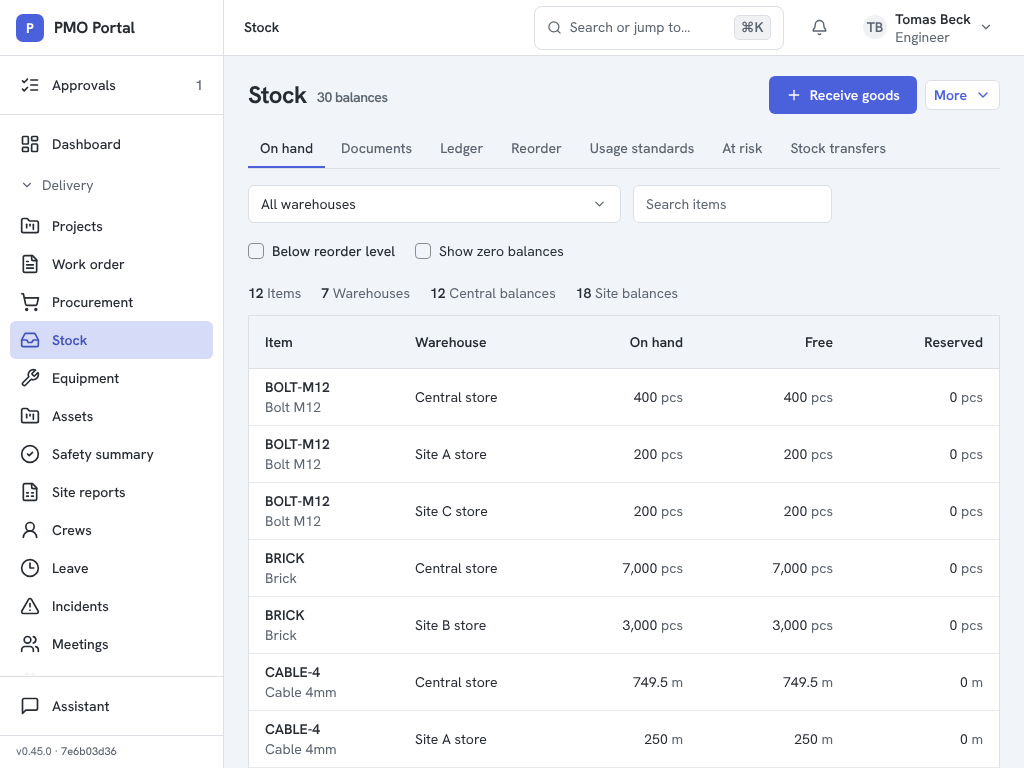 P
PMO Portal
Approvals 1
Dashboard
Delivery
Projects
Work order
Procurement
Stock
Equipment
Assets
Safety summary
Site reports
Crews
Leave
Incidents
Meetings
Assistant
v0.45.0 · 7e6b03d36
Stock
Search or jump to... ⌘K
TB
Tomas Beck
Engineer
Stock 30 balances
Receive goods
More
On hand Documents Ledger Reorder Usage standards At risk Stock transfers
All warehouses
Search items
Below reorder level Show zero balances
12 Items 7 Warehouses 12 Central balances 18 Site balances
Item Warehouse On hand Free Reserved
BOLT-M12
Bolt M12
Central store 400 pcs 400 pcs 0 pcs
BOLT-M12
Bolt M12
Site A store 200 pcs 200 pcs 0 pcs
BOLT-M12
Bolt M12
Site C store 200 pcs 200 pcs 0 pcs
BRICK
Brick
Central store 7,000 pcs 7,000 pcs 0 pcs
BRICK
Brick
Site B store 3,000 pcs 3,000 pcs 0 pcs
CABLE-4
Cable 4mm
Central store 749.5 m 749.5 m 0 m
CABLE-4
Cable 4mm
Site A store 250 m 250 m 0 m